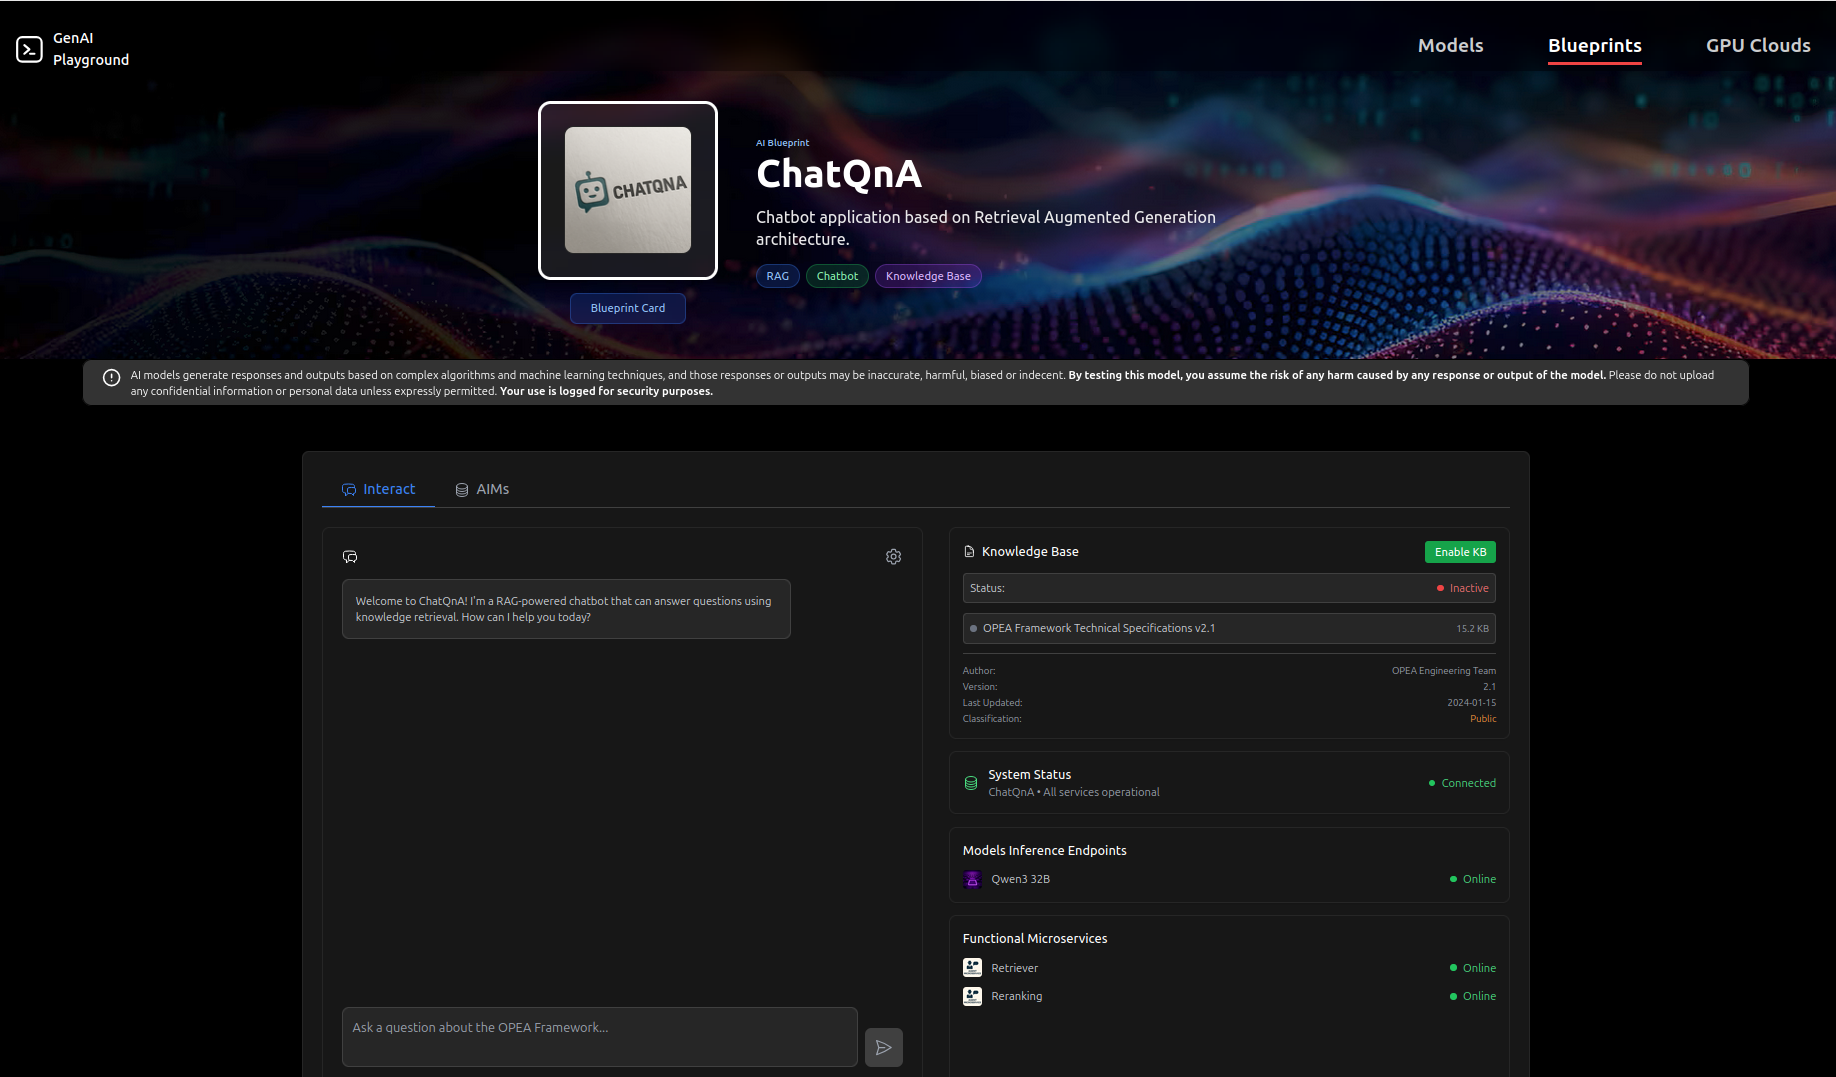 GenAI
Playground
Models
Blueprints
GPU Clouds
CHATQNA
Blueprint Card
AI Blueprint
ChatQnA
Chatbot application based on Retrieval Augmented Generation
architecture.
RAG
Chatbot
Knowledge Base
AI models generate responses and outputs based on complex algorithms and machine learning techniques, and those responses or outputs may be inaccurate, harmful, biased or indecent. By testing this model, you assume the risk of any harm caused by any response or output of the model. Please do not upload
any confidential information or personal data unless expressly permitted. Your use is logged for security purposes.
Interact
AIMs
Welcome to ChatQnA! I'm a RAG-powered chatbot that can answer questions using
knowledge retrieval. How can I help you today?
Ask a question about the OPEA Framework...
Knowledge Base
Enable KB
Status:
Inactive
OPEA Framework Technical Specifications v2.1
15.2 KB
Author:
OPEA Engineering Team
Version:
2.1
Last Updated:
2024-01-15
Classification:
Public
System Status
ChatQnA • All services operational
Connected
Models Inference Endpoints
Qwen3 32B
Online
Functional Microservices
Retriever
Online
Reranking
Online